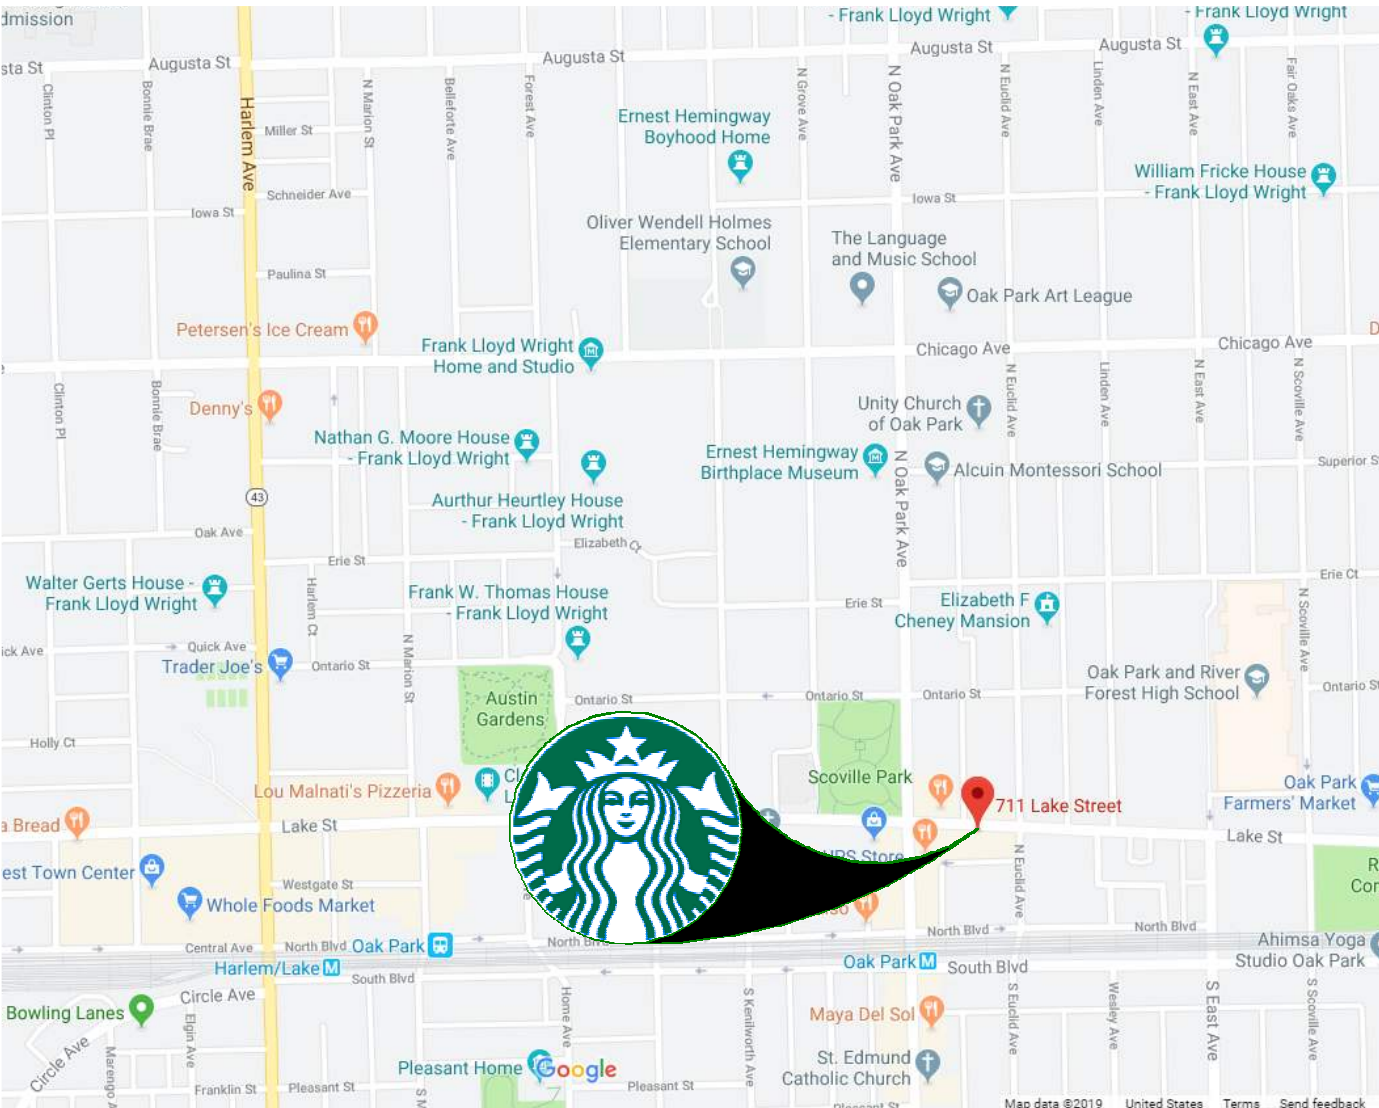 dmission
- Frank Lloyd Wright
- Frank Lloyd Wright
sta St
Augusta St
Augusta St
Augusta St
Augusta St
Clinton Pl
Bonnie Brae
Harlem Ave
N Marion St
Belleforte Ave
Forest Ave
N Grove Ave
N Oak Park Ave
N Euclid Ave
Linden Ave
N East Ave
Fair Oaks Ave
Miller St
Ernest Hemingway
Boyhood Home
William Fricke House
- Frank Lloyd Wright
Schneider Ave
Iowa St
Iowa St
Oliver Wendell Holmes
Elementary School
The Language
and Music School
Paulina St
Oak Park Art League
Petersen's Ice Cream
Frank Lloyd Wright
Home and Studio
Chicago Ave
Chicago Ave
D
e
Clinton Pl
Bonnie Brae
Denny's
N Euclid Ave
Linden Ave
N East Ave
N Scoville Ave
Unity Church
of Oak Park
Nathan G. Moore House
- Frank Lloyd Wright
Ernest Hemingway
Birthplace Museum
N Oak Park Ave
Alcuin Montessori School
Superior S
43
Aurthur Heurtley House
- Frank Lloyd Wright
Oak Ave
Elizabeth Ct
Erie St
Walter Gerts House -
Frank Lloyd Wright
Harlem Ct
Frank W. Thomas House
- Frank Lloyd Wright
Erie St
Elizabeth F
Cheney Mansion
Erie Ct
N Scoville Ave
ick Ave
Quick Ave
Trader Joe's
Ontario St
N Marion St
Austin
Gardens
Ontario St
Ontario St
Ontario St
Oak Park and River
Forest High School
Ontario St
Holly Ct
Lou Malnati's Pizzeria
Scoville Park
711 Lake Street
Oak Park
Farmers' Market
a Bread
Lake St
Lake St
UPS Store
N Euclid Ave
est Town Center
Westgate St
Whole Foods Market
R
Cor
Central Ave
North Blvd
Oak Park
North Blvd
North Blvd
North Blvd
Harlem/Lake
M
South Blvd
Oak Park
M
South Blvd
Ahimsa Yoga
Studio Oak Park
Circle Ave
Bowling Lanes
Elgin Ave
Home Ave
S Kenilworth Ave
Maya Del Sol
S Euclid Ave
Wesley Ave
S East Ave
S Scoville Ave
Circle Ave
Marengo A
Pleasant Home
Google
St. Edmund
Catholic Church
Franklin St
Pleasant St
S M
Pleasant St
Pleasant St
Map data ©2019
United States
Terms
Send feedback